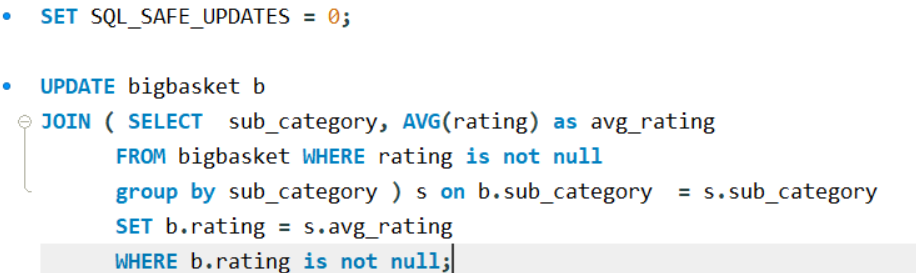 SET SQL_SAFE_UPDATES = 0;
UPDATE bigbasket b
JOIN ( SELECT  sub_category, AVG(rating) as avg_rating
FROM bigbasket WHERE rating is not null
group by sub_category ) s on b.sub_category  = s.sub_category
SET b.rating = s.avg_rating
WHERE b.rating is not null;